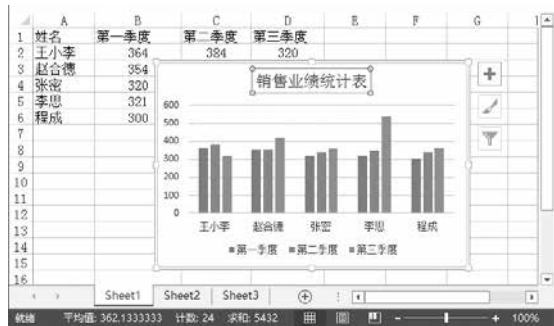 A B C D E F G
1 姓名 第一季度 第二季度 第三季度
2 王小李 364 384 320
3 赵合德 354
4 张密 320
5 李思 321
6 程成 300
7
8
9
10
11
12
13
14
15
16
销售业绩统计表
600
500
400
300
200
100
0
王小李 赵合德 张密 李思 程成
■第一季度 ■第二季度 ■第三季度
Sheet1 Sheet2 Sheet3
就绪 平均值: 362.1333333 计数: 24 求和: 5432 100%